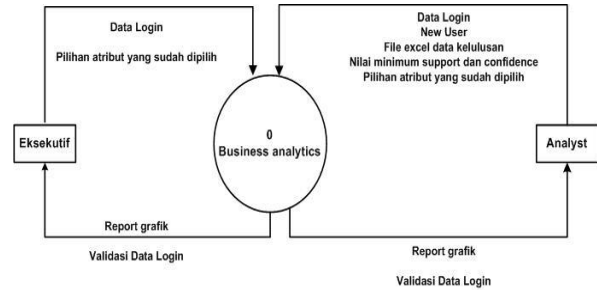 Data Login
Pilihan atribut yang sudah dipilih
Data Login
New User
File excel data kelulusan
Nilai minimum support dan confidence
Pilihan atribut yang sudah dipilih
Eksekutif
0
Business analytics
Analyst
Report grafik
Validasi Data Login
Report grafik
Validasi Data Login